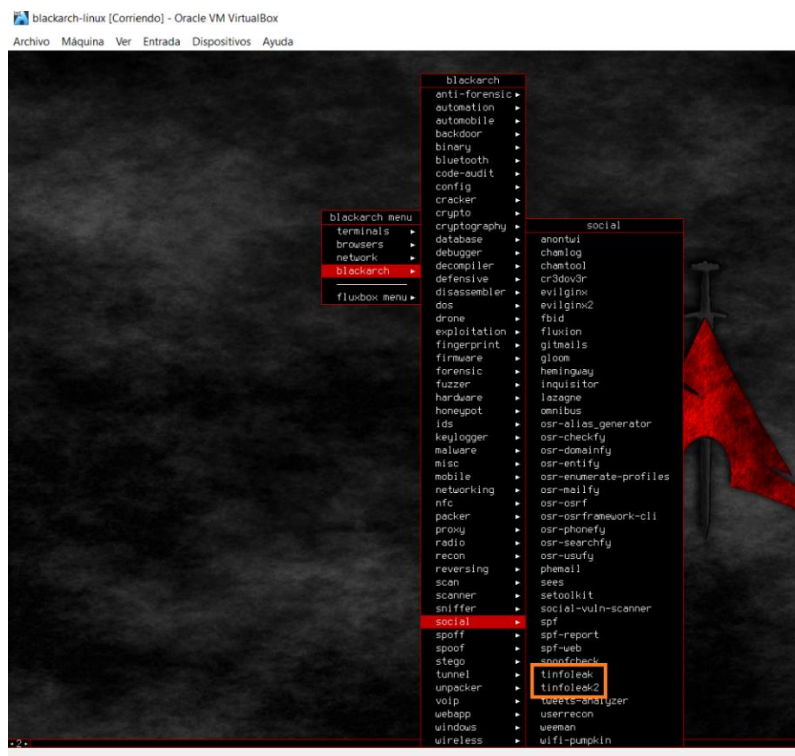 blackarch-linux [Corriendo] - Oracle VM VirtualBox
Archivo Máquina Ver Entrada Dispositivos Ayuda
blackarch menu
terminals
browsers
network
blackarch
fluxbox menu
blackarch
anti-forensic
automation
automobile
backdoor
binary
bluetooth
code-audit
config
cracker
crypto
cryptography
database
debugger
decompiler
defensive
disassembler
dos
drone
exploitation
fingerprint
firmware
forensic
fuzzer
hardware
honeypot
ids
keylogger
malware
misc
mobile
networking
nfc
packer
proxy
radio
recon
reversing
scan
scanner
sniffer
social
spoff
spoof
stego
tunnel
unpacker
voip
webapp
windows
wireless
social
anontwi
chamlog
chamtool
cr3dov3r
evilginx
evilginx2
fbid
fluxion
gitmails
gloom
hemingway
inquisitor
lazagne
omnibus
osr-alias_generator
osr-checkfy
osr-domainfy
osr-entify
osr-enumerate-profiles
osr-mailfy
osr-osrf
osr-osrframework-cli
osr-phonefy
osr-searchfy
osr-usufy
phemail
sees
setoolkit
social-vuln-scanner
spf
spf-report
spf-web
spoofcheck
tinfoleak
tinfoleak2
tweets-analyzer
userrecon
weeman
wifi-pumpkin
2